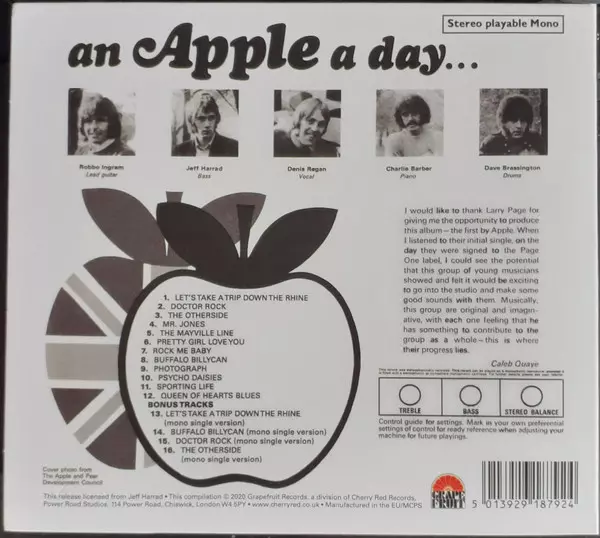 Stereo playable Mono
an Apple a day...
Robbo Ingram
Lead guitar
Jeff Harrad
Bass
Denis Regan
Vocal
Charlie Barber
Piano
Dave Brassington
Drums
I would like to thank Larry Page for
giving me the opportunity to produce
this album — the first by Apple. When
I listened to their initial single, on the
day they were signed to the Page
One label, I could see the potential
that this group of young musicians
showed and felt it would be exciting
to go into the studio and make some
good sounds with them. Musically,
this group are original and imagin-
ative, with each one feeling that he
has something to contribute to the
group as a whole — this is where
their progress lies.
Caleb Quaye
1. LET'S TAKE A TRIP DOWN THE RHINE
2. DOCTOR ROCK
3. THE OTHERSIDE
4. MR. JONES
5. THE MAYVILLE LINE
6. PRETTY GIRL LOVE YOU
7. ROCK ME BABY
8. BUFFALO BILLYCAN
9. PHOTOGRAPH
10. PSYCHO DAISIES
11. SPORTING LIFE
12. QUEEN OF HEARTS BLUES
BONUS TRACKS
13. LET'S TAKE A TRIP DOWN THE RHINE
(mono single version)
14. BUFFALO BILLYCAN (mono single version)
15. DOCTOR ROCK (mono single version)
16. THE OTHERSIDE
(mono single version)
TREBLE
BASS
STEREO BALANCE
Control guide for settings. Mark in your own preferential
settings of control for ready reference when adjusting your
machine for future playings.
Cover photo from
The Apple and Pear
Development Council
This release licensed from Jeff Harrad • This compilation © 2020 Grapefruit Records, a division of Cherry Red Records,
Power Road Studios, 114 Power Road, Chiswick, London W4 5PY • www.cherryred.co.uk • Manufactured in the EU/MCPS
GRAPE
FRUIT
5 013929 187924